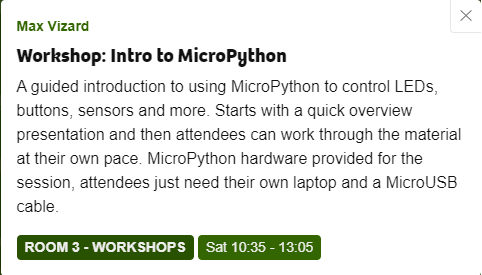 Max Vizard
Workshop: Intro to MicroPython
A guided introduction to using MicroPython to control LEDs,
buttons, sensors and more. Starts with a quick overview
presentation and then attendees can work through the material
at their own pace. MicroPython hardware provided for the
session, attendees just need their own laptop and a MicroUSB
cable.
ROOM 3 - WORKSHOPS Sat 10:35 - 13:05